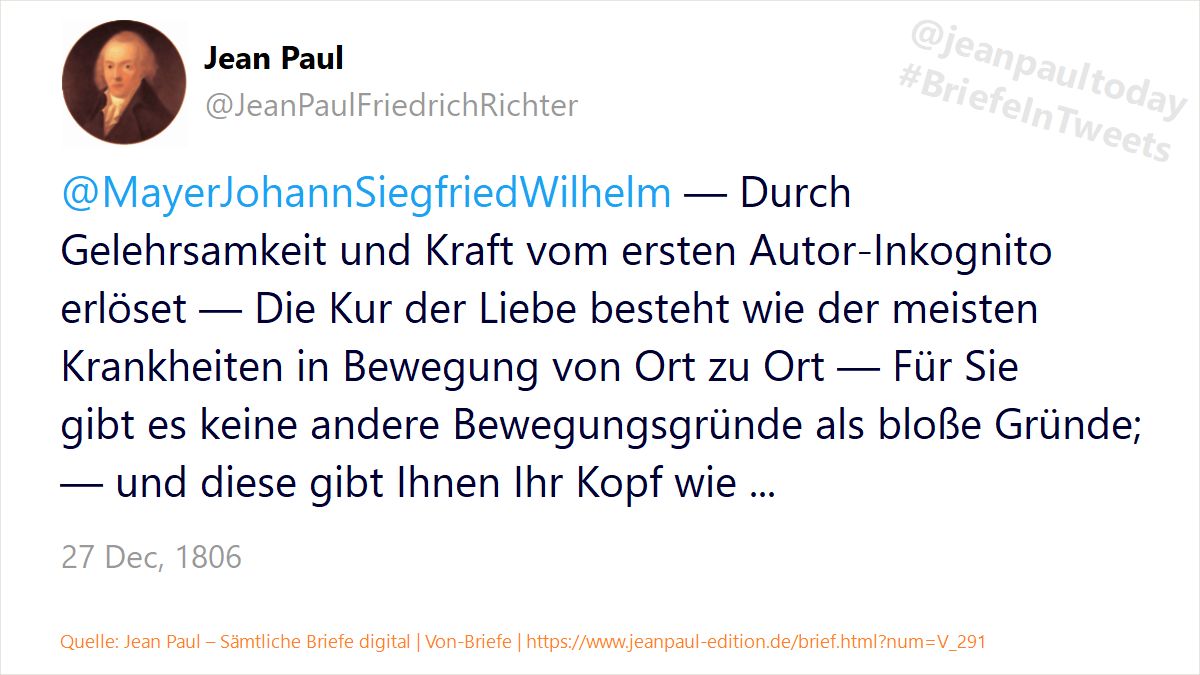 Jean Paul
@JeanPaulFriedrichRichter
@jeanpaultoday
#BriefeInTweets
@MayerJohannSiegfriedWilhelm — Durch
Gelehrsamkeit und Kraft vom ersten Autor-Inkognito
erlöset — Die Kur der Liebe besteht wie der meisten
Krankheiten in Bewegung von Ort zu Ort — Für Sie
gibt es keine andere Bewegungsgründe als bloße Gründe;
— und diese gibt Ihnen Ihr Kopf wie ...
27 Dec, 1806
Quelle: Jean Paul – Sämtliche Briefe digital | Von-Briefe | https://www.jeanpaul-edition.de/brief.html?num=V_291